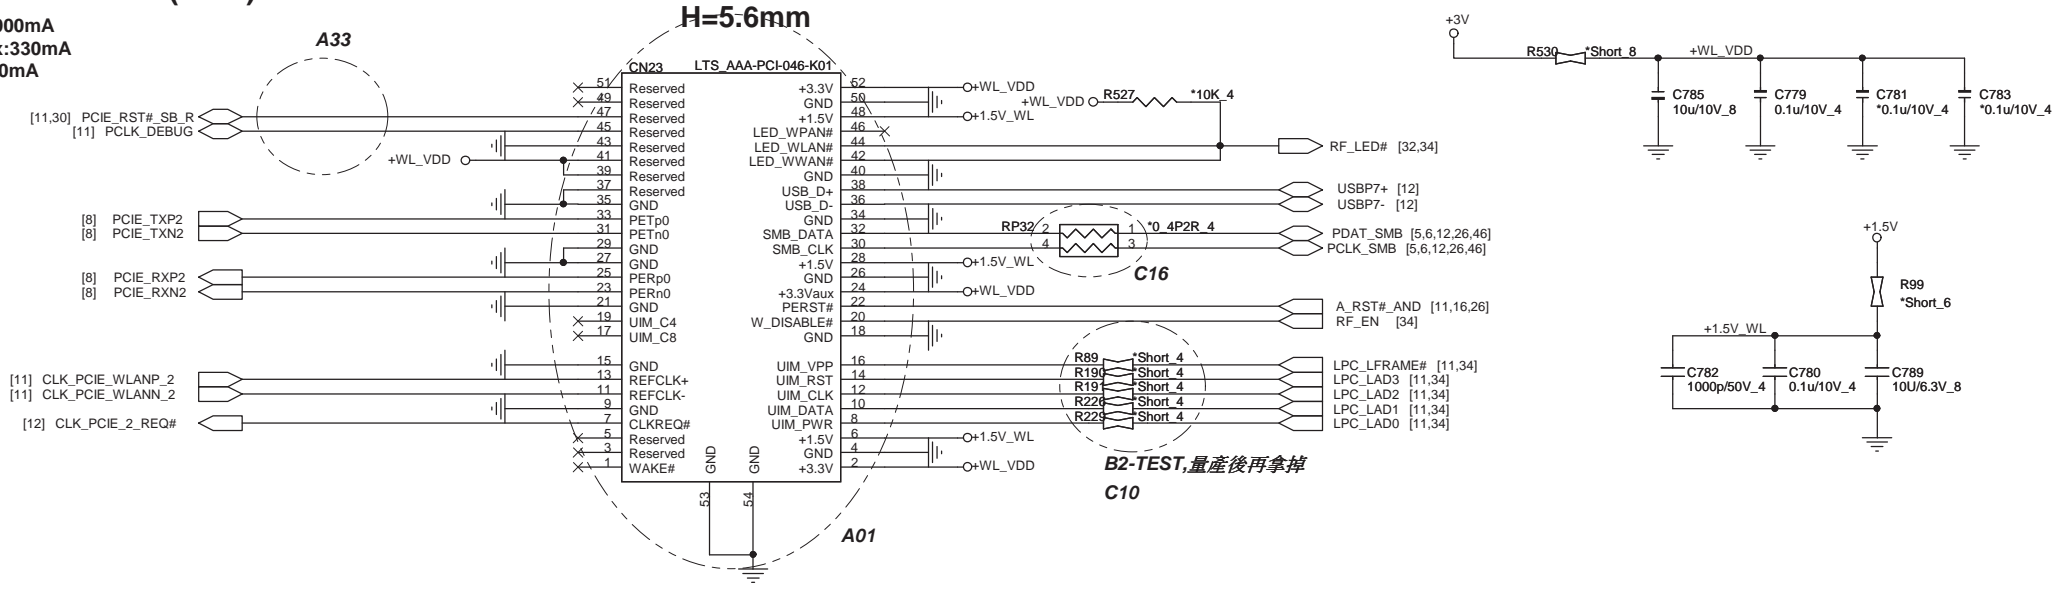 H=5.6mm
000mA
x:330mA
0mA
A33
CN23 LTS_AAA-PCI-046-K01
[11,30] PCIE_RST#_SB_R
[11] PCLK_DEBUG
+WL_VDD
[8] PCIE_TXP2
[8] PCIE_TXN2
[8] PCIE_RXP2
[8] PCIE_RXN2
[11] CLK_PCIE_WLANP_2
[11] CLK_PCIE_WLANN_2
[12] CLK_PCIE_2_REQ#
51 Reserved
49 Reserved
47 Reserved
45 Reserved
43 Reserved
41 Reserved
39 Reserved
37 Reserved
35 GND
33 PETp0
31 PETn0
29 GND
27 GND
25 PERp0
23 PERn0
21 GND
19 UIM_C4
17 UIM_C8
15 GND
13 REFCLK+
11 REFCLK-
9 GND
7 CLKREQ#
5 Reserved
3 Reserved
1 WAKE#
GND 53
GND 54
+3.3V 52
GND 50
+1.5V 48
LED_WPAN# 46
LED_WLAN# 44
LED_WWAN# 42
GND 40
USB_D+ 38
USB_D- 36
GND 34
SMB_DATA 32
SMB_CLK 30
+1.5V 28
GND 26
+3.3Vaux 24
PERST# 22
W_DISABLE# 20
GND 18
UIM_VPP 16
UIM_RST 14
UIM_CLK 12
UIM_DATA 10
UIM_PWR 8
+1.5V 6
GND 4
+3.3V 2
+WL_VDD
+1.5V_WL
+WL_VDD R527 *10K_4
RF_LED# [32,34]
USBP7+ [12]
USBP7- [12]
RP32 2 1 *0_4P2R_4
4 3
PDAT_SMB [5,6,12,26,46]
PCLK_SMB [5,6,12,26,46]
C16
+1.5V_WL
+WL_VDD
A_RST#_AND [11,16,26]
RF_EN [34]
R89 *Short_4 LPC_LFRAME# [11,34]
R190 *Short_4 LPC_LAD3 [11,34]
R191 *Short_4 LPC_LAD2 [11,34]
R226 *Short_4 LPC_LAD1 [11,34]
R229 *Short_4 LPC_LAD0 [11,34]
+1.5V_WL
+WL_VDD
B2-TEST,量產後再拿掉
C10
A01
+3V
R530 *Short_8 +WL_VDD
C785
10u/10V_8
C779
0.1u/10V_4
C781
*0.1u/10V_4
C783
*0.1u/10V_4
+1.5V
R99
*Short_6
+1.5V_WL
C782
1000p/50V_4
C780
0.1u/10V_4
C789
10U/6.3V_8